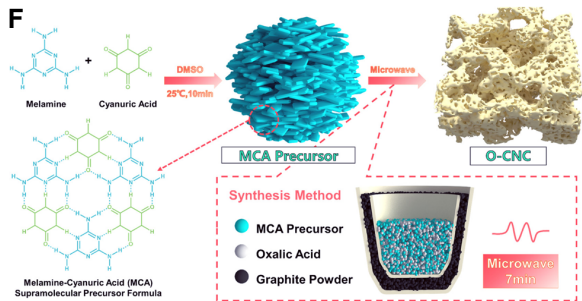 F
Melamine
+
Cyanuric Acid
DMSO
25℃,10min
MCA Precursor
Microwave
O-CNC
Melamine-Cyanuric Acid (MCA)
Supramolecular Precursor Formula
Synthesis Method
MCA Precursor
Oxalic Acid
Graphite Powder
Microwave
7min